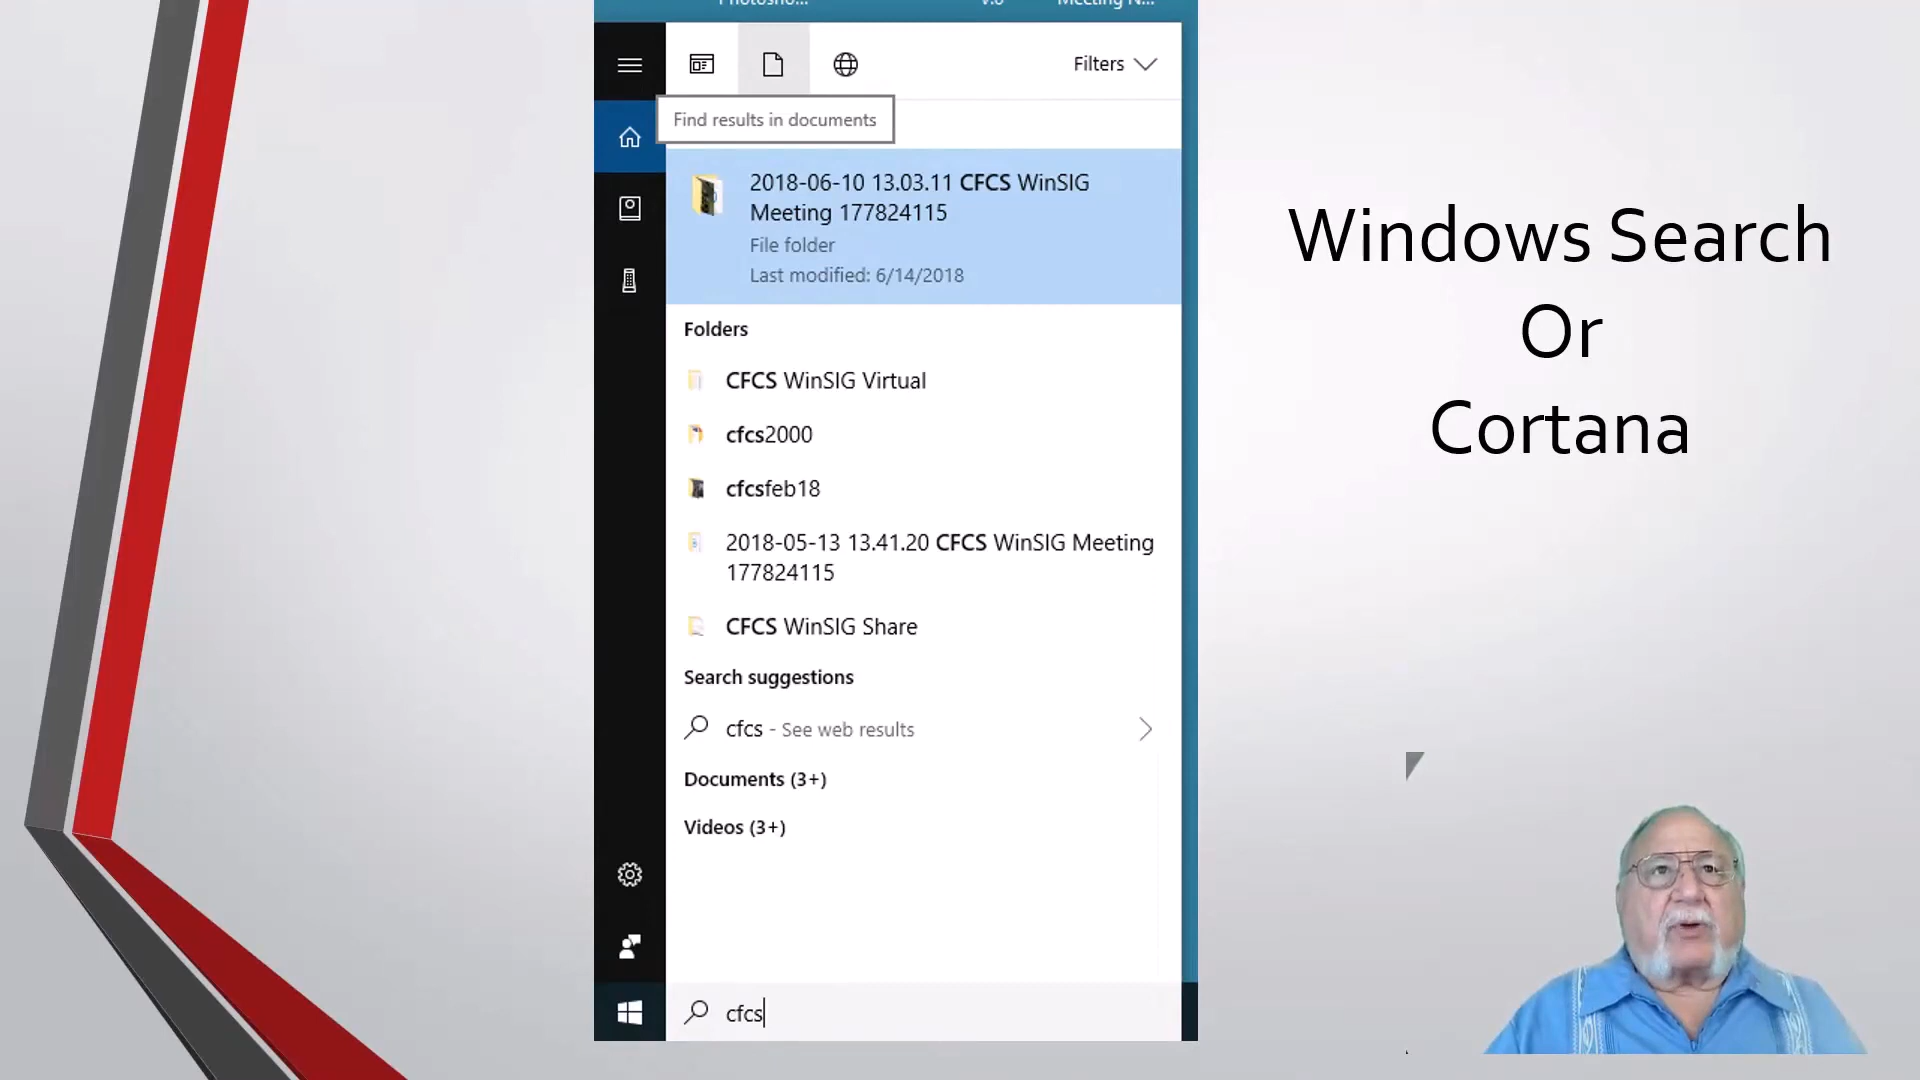 Meeting N...
Filters
Find results in documents
2018-06-10 13.03.11 CFCS WinSIG
Meeting 177824115
File folder
Last modified: 6/14/2018
Folders
CFCS WinSIG Virtual
cfcs2000
cfcsfeb18
2018-05-13 13.41.20 CFCS WinSIG Meeting
177824115
CFCS WinSIG Share
Search suggestions
cfcs - See web results
Documents (3+)
Videos (3+)
cfcs
Windows Search
Or
Cortana